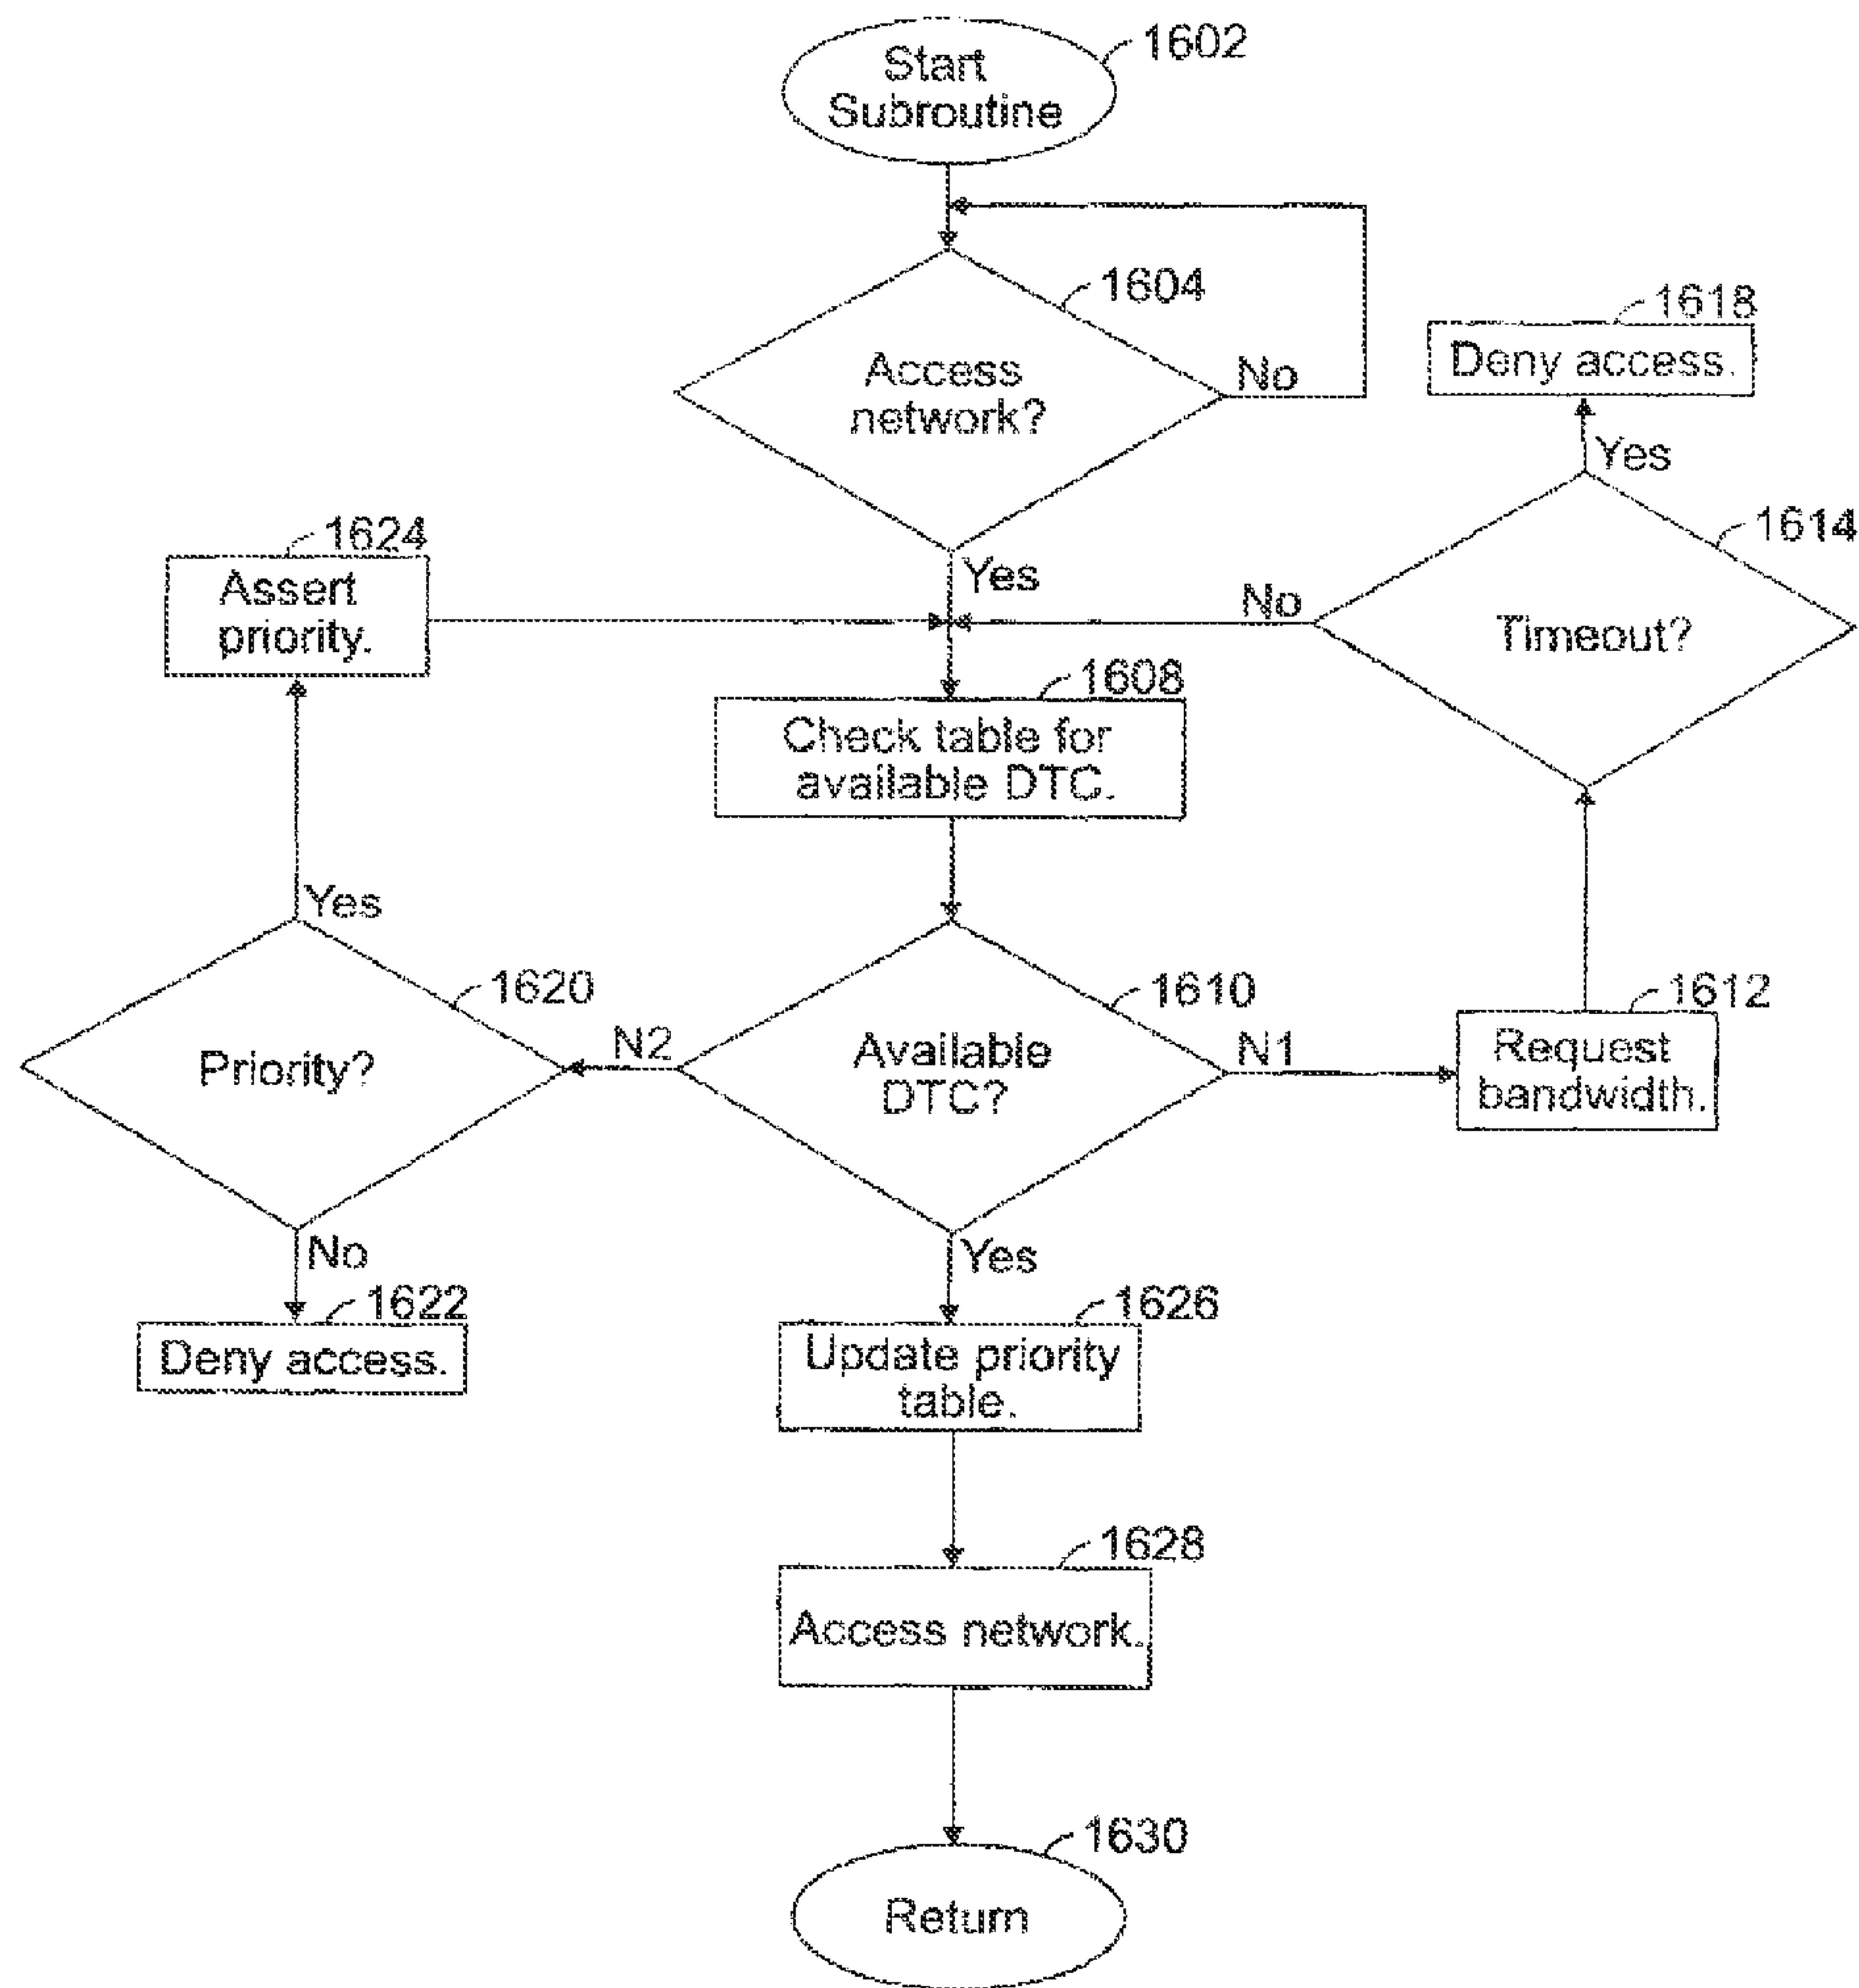 1602
Start
Subroutine
1604
Access
network?
No
1618
Deny access.
Yes
1614
Timeout?
No
Yes
1624
Assert
priority.
1608
Check table for
available DTC.
Yes
1620
Priority?
N2
1610
Available
DTC?
N1
1612
Request
bandwidth.
No
1622
Deny access.
Yes
1626
Update priority
table.
1628
Access network.
1630
Return